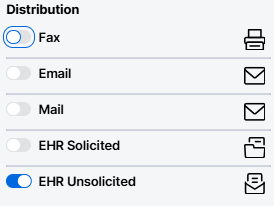 Distribution
Fax
Email
Mail
EHR Solicited
EHR Unsolicited